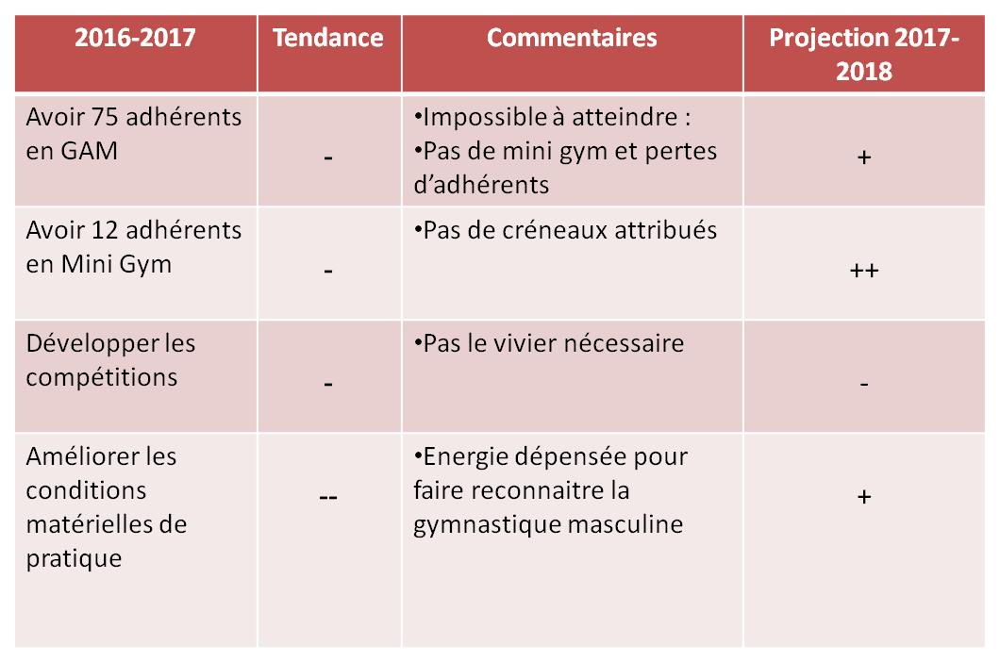 2016-2017
Tendance
Commentaires
Projection 2017-
2018
Avoir 75 adhérents
en GAM
-
•Impossible à atteindre :
•Pas de mini gym et pertes
d’adhérents
+
Avoir 12 adhérents
en Mini Gym
-
•Pas de créneaux attribués
++
Développer les
compétitions
-
•Pas le vivier nécessaire
-
Améliorer les
conditions
matérielles de
pratique
--
•Energie dépensée pour
faire reconnaitre la
gymnastique masculine
+